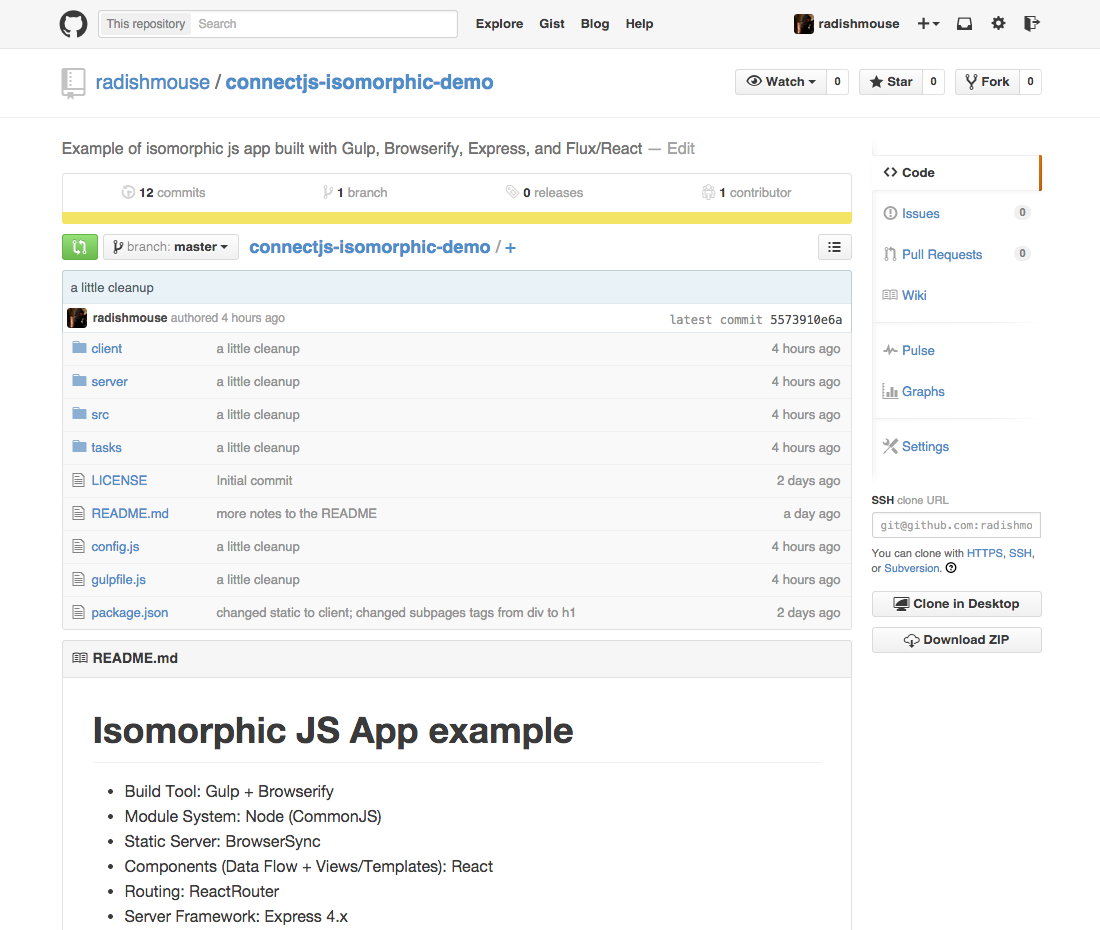 This repository Search Explore Gist Blog Help radishmouse
radishmouse / connectjs-isomorphic-demo Watch 0 Star 0 Fork 0
Example of isomorphic js app built with Gulp, Browserify, Express, and Flux/React — Edit
12 commits 1 branch 0 releases 1 contributor
branch: master connectjs-isomorphic-demo / +
a little cleanup
radishmouse authored 4 hours ago latest commit 5573910e6a
client a little cleanup 4 hours ago
server a little cleanup 4 hours ago
src a little cleanup 4 hours ago
tasks a little cleanup 4 hours ago
LICENSE Initial commit 2 days ago
README.md more notes to the README a day ago
config.js a little cleanup 4 hours ago
gulpfile.js a little cleanup 4 hours ago
package.json changed static to client; changed subpages tags from div to h1 2 days ago
README.md
Isomorphic JS App example
• Build Tool: Gulp + Browserify
• Module System: Node (CommonJS)
• Static Server: BrowserSync
• Components (Data Flow + Views/Templates): React
• Routing: ReactRouter
• Server Framework: Express 4.x
Code
Issues 0
Pull Requests 0
Wiki
Pulse
Graphs
Settings
SSH clone URL
git@github.com:radishmo
You can clone with HTTPS, SSH,
or Subversion.
Clone in Desktop
Download ZIP